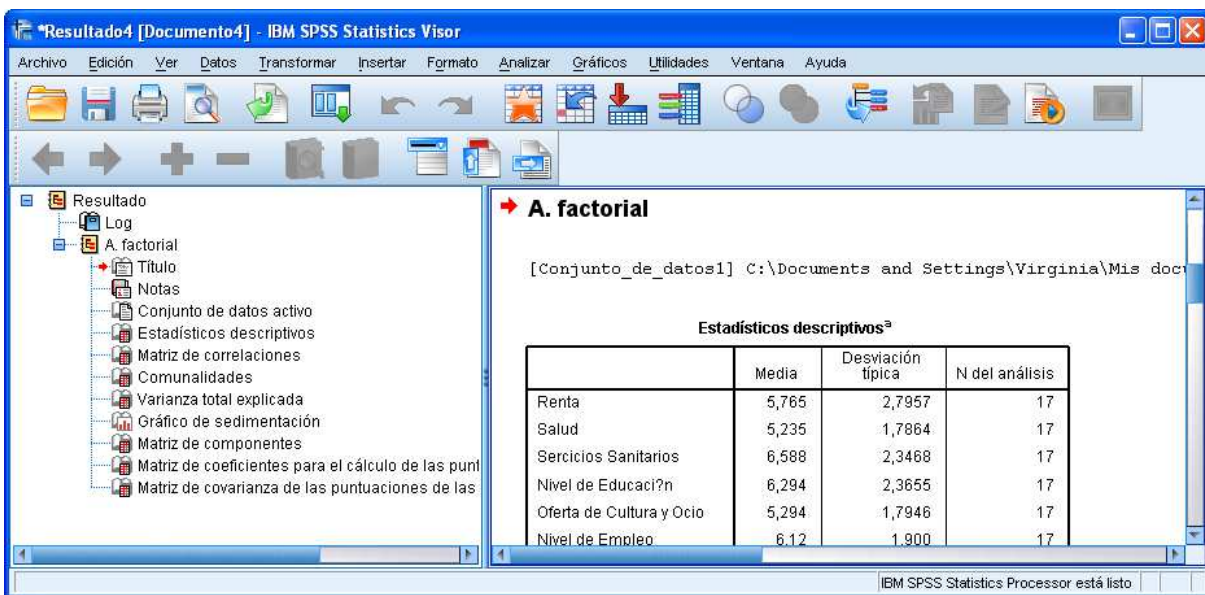 *Resultado4 [Documento4] - IBM SPSS Statistics Visor
Archivo Edición Ver Datos Transformar Insertar Formato Analizar Gráficos Utilidades Ventana Ayuda
Resultado
Log
A. factorial
Título
Notas
Conjunto de datos activo
Estadísticos descriptivos
Matriz de correlaciones
Comunalidades
Varianza total explicada
Gráfico de sedimentación
Matriz de componentes
Matriz de coeficientes para el cálculo de las
Matriz de covarianza de las puntuaciones de las
A. factorial
[Conjunto_de_datos1] C:\Documents and Settings\Virginia\Mis
Estadísticos descriptivosª
Media Desviación típica N del análisis
Renta 5,765 2,7957 17
Salud 5,235 1,7864 17
Sercicios Sanitarios 6,588 2,3468 17
Nivel de Educaci?n 6,294 2,3655 17
Oferta de Cultura y Ocio 5,294 1,7946 17
Nivel de Empleo 6,12 1,900 17
IBM SPSS Statistics Processor está listo